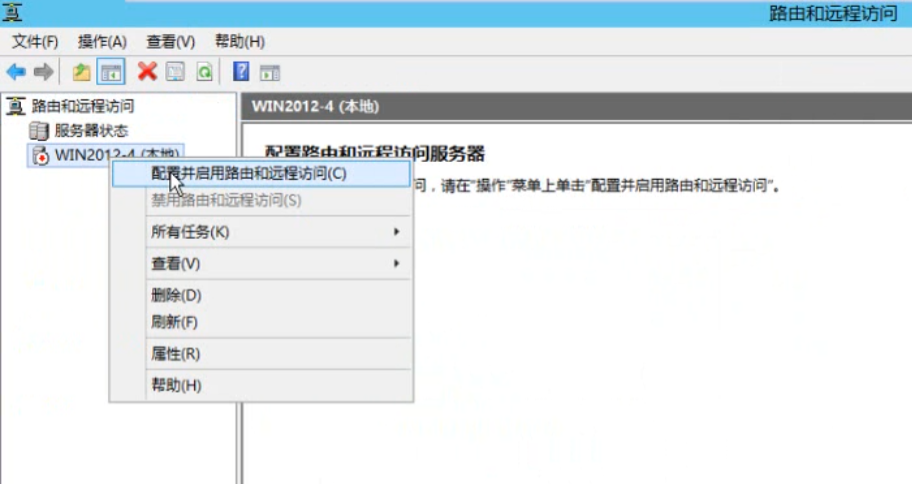 路由和远程访问
文件(F) 操作(A) 查看(V) 帮助(H)
路由和远程访问
服务器状态
WIN2012-4 (本地)
WIN2012-4 (本地)
配置路由和远程访问服务器
问，请在"操作"菜单上单击"配置并启用路由和远程访问"。
配置并启用路由和远程访问(C)
禁用路由和远程访问(S)
所有任务(K)
查看(V)
删除(D)
刷新(F)
属性(R)
帮助(H)